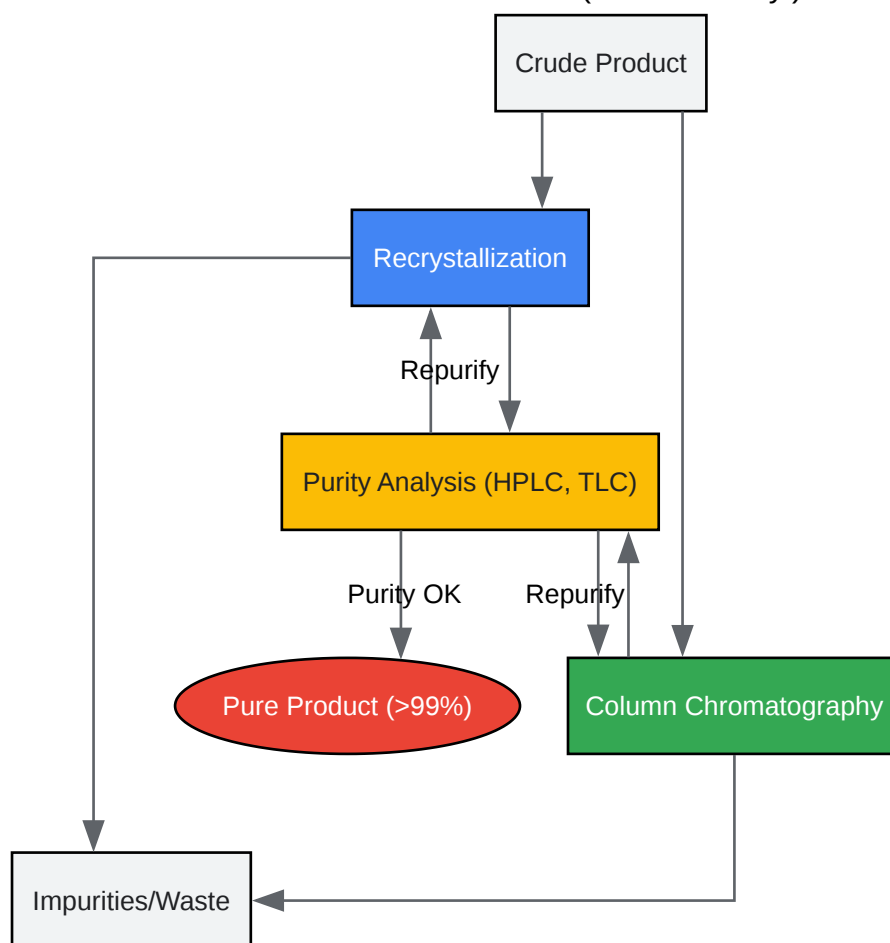 Crude Product
Recrystallization
Repurify
Purity Analysis (HPLC, TLC)
Purity OK
Repurify
Pure Product (>99%)
Column Chromatography
Impurities/Waste